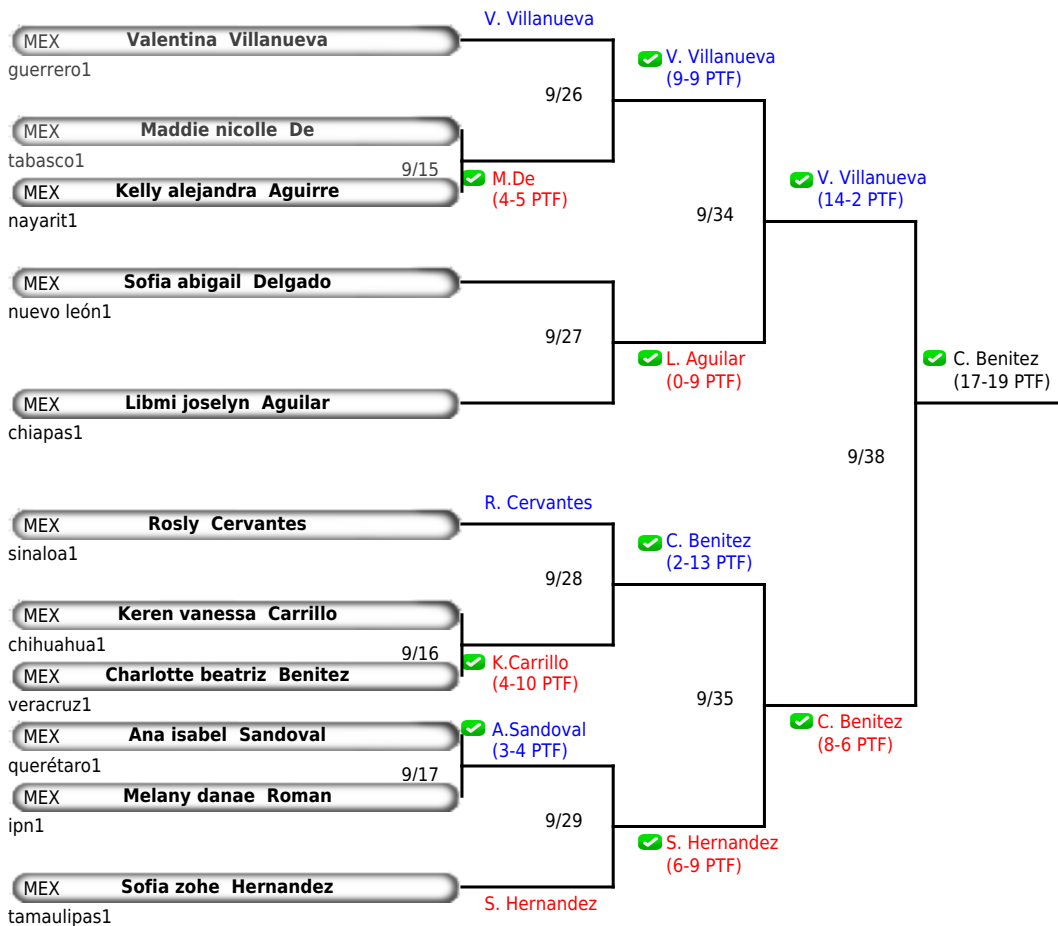 V. Villanueva
MEX Valentina Villanueva
guerrero1
V. Villanueva
(9-9 PTF)
9/26
MEX Maddie nicolle De
tabasco1
9/15
M.De
(4-5 PTF)
MEX Kelly alejandra Aguirre
nayarit1
V. Villanueva
(14-2 PTF)
9/34
MEX Sofia abigail Delgado
nuevo león1
9/27
L. Aguilar
(0-9 PTF)
MEX Libmi joselyn Aguilar
chiapas1
C. Benitez
(17-19 PTF)
9/38
R. Cervantes
MEX Rosly Cervantes
sinaloa1
C. Benitez
(2-13 PTF)
9/28
MEX Keren vanessa Carrillo
chihuahua1
9/16
K.Carrillo
(4-10 PTF)
MEX Charlotte beatriz Benitez
veracruz1
9/35
C. Benitez
(8-6 PTF)
MEX Ana isabel Sandoval
querétaro1
A.Sandoval
(3-4 PTF)
9/17
MEX Melany danae Roman
ipn1
9/29
S. Hernandez
(6-9 PTF)
MEX Sofia zohe Hernandez
tamaulipas1
S. Hernandez